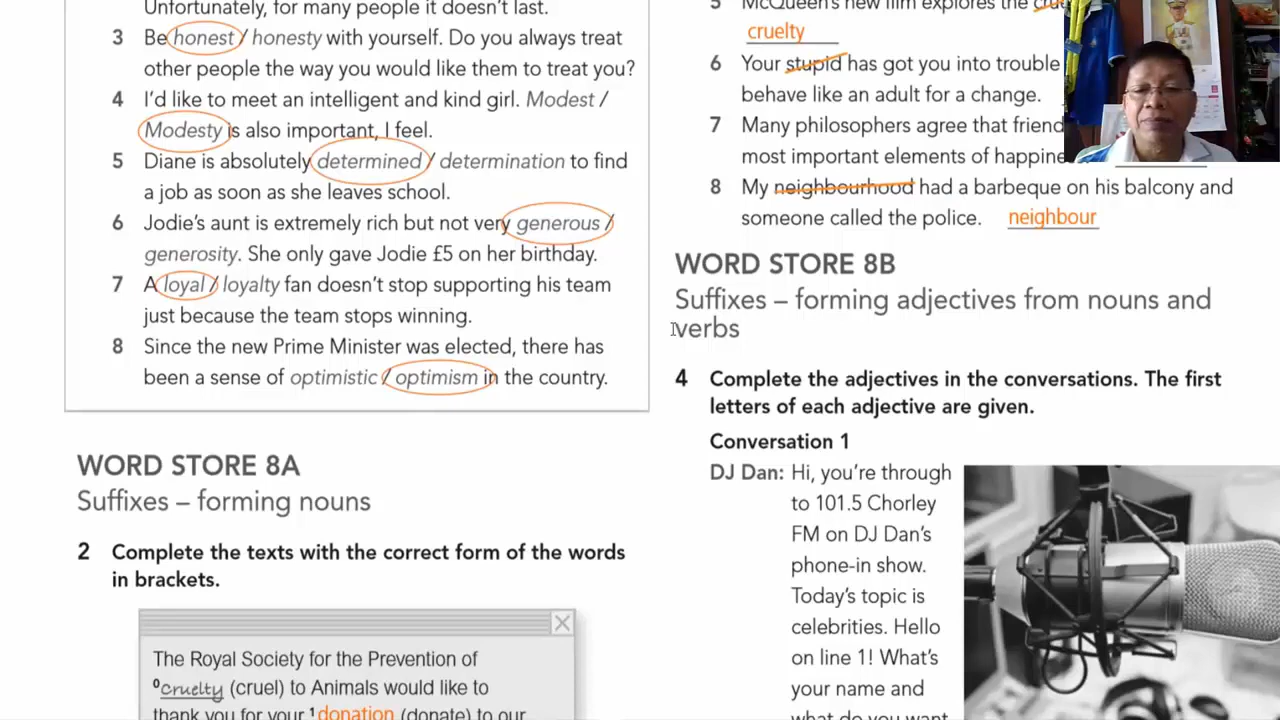 Unfortunately, for many people it doesn't last.
3 Be honest / honesty with yourself. Do you always treat
other people the way you would like them to treat you?
4 I'd like to meet an intelligent and kind girl. Modest /
Modesty is also important, I feel.
5 Diane is absolutely determined / determination to find
a job as soon as she leaves school.
6 Jodie's aunt is extremely rich but not very generous /
generosity. She only gave Jodie £5 on her birthday.
7 A loyal / loyalty fan doesn't stop supporting his team
just because the team stops winning.
8 Since the new Prime Minister was elected, there has
been a sense of optimistic / optimism in the country.
WORD STORE 8A
Suffixes – forming nouns
2 Complete the texts with the correct form of the words
in brackets.
The Royal Society for the Prevention of
0 Cruelty (cruel) to Animals would like to
thank you for your 1 donation (donate) to our
5 McQueen's new film explores the
cruelty
6 Your stupid has got you into trouble
behave like an adult for a change.
7 Many philosophers agree that friend
most important elements of happine
8 My neighbourhood had a barbeque on his balcony and
someone called the police. neighbour
WORD STORE 8B
Suffixes – forming adjectives from nouns and
verbs
4 Complete the adjectives in the conversations. The first
letters of each adjective are given.
Conversation 1
DJ Dan: Hi, you're through
to 101.5 Chorley
FM on DJ Dan's
phone-in show.
Today's topic is
celebrities. Hello
on line 1! What's
your name and
what do you want